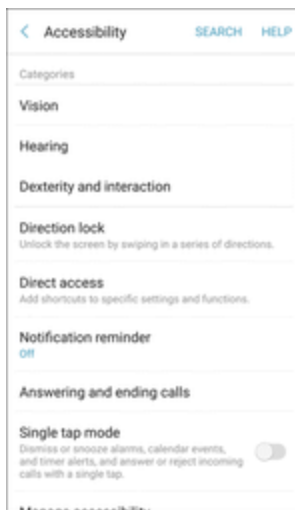 Accessibility SEARCH HELP
Categories
Vision
Hearing
Dexterity and interaction
Direction lock
Unlock the screen by swiping in a series of directions.
Direct access
Add shortcuts to specific settings and functions.
Notification reminder
Off
Answering and ending calls
Single tap mode
Dismiss or snooze alarms, calendar events,
and timer alerts, and answer or reject incoming
calls with a single tap.
Manage accessibility